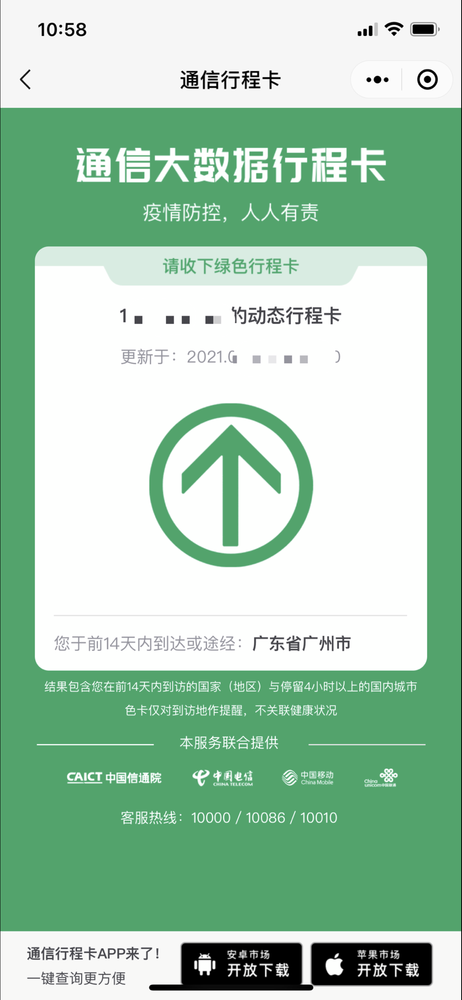 10:58
通信行程卡
通信大数据行程卡
疫情防控，人人有责
请收下绿色行程卡
1 的动态行程卡
更新于：2021.
您于前14天内到达或途经：广东省广州市
结果包含您在前14天内到访的国家（地区）与停留4小时以上的国内城市
色卡仅对到访地作提醒，不关联健康状况
本服务联合提供
CAICT 中国信通院
中国电信
CHINA TELECOM
中国移动
China Mobile
China
unicom中国联通
客服热线：10000 / 10086 / 10010
通信行程卡APP来了！
一键查询更方便
安卓市场
开放下载
苹果市场
开放下载